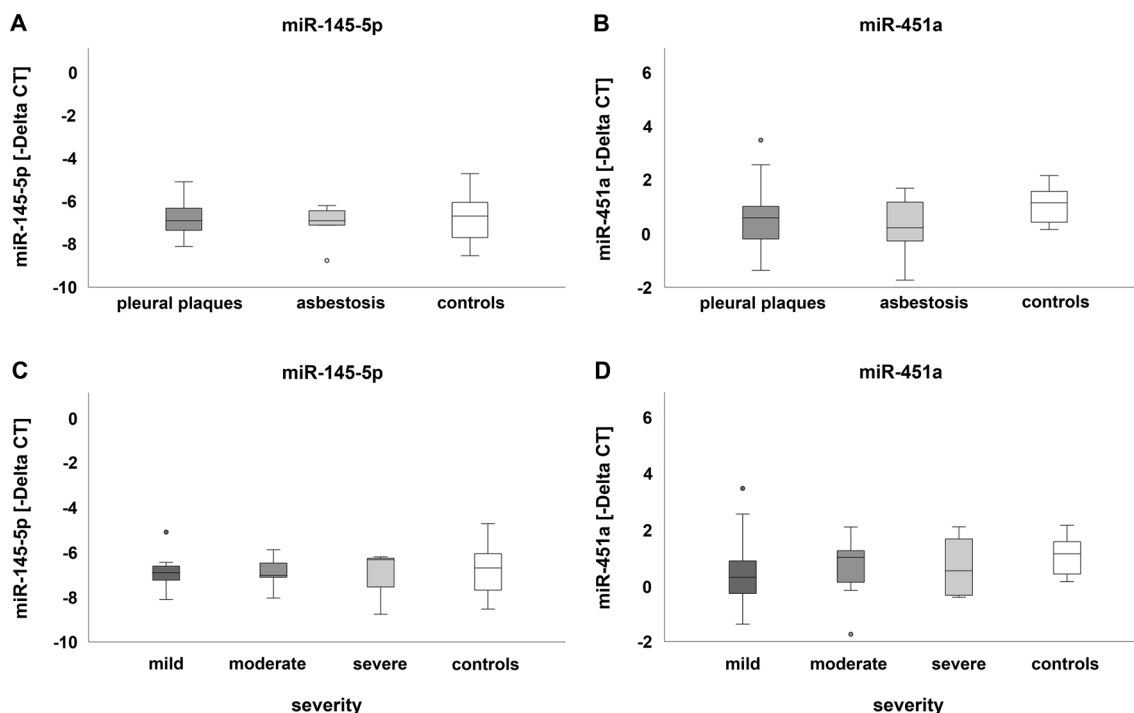 A
miR-145-5p
miR-145-5p [-Delta CT]
0
-2
-4
-6
-8
-10
pleural plaques asbestosis controls
B
miR-451a
miR-451a [-Delta CT]
6
4
2
0
-2
pleural plaques asbestosis controls
C
miR-145-5p
miR-145-5p [-Delta CT]
0
-2
-4
-6
-8
-10
mild moderate severe controls
severity
D
miR-451a
miR-451a [-Delta CT]
6
4
2
0
-2
mild moderate severe controls
severity